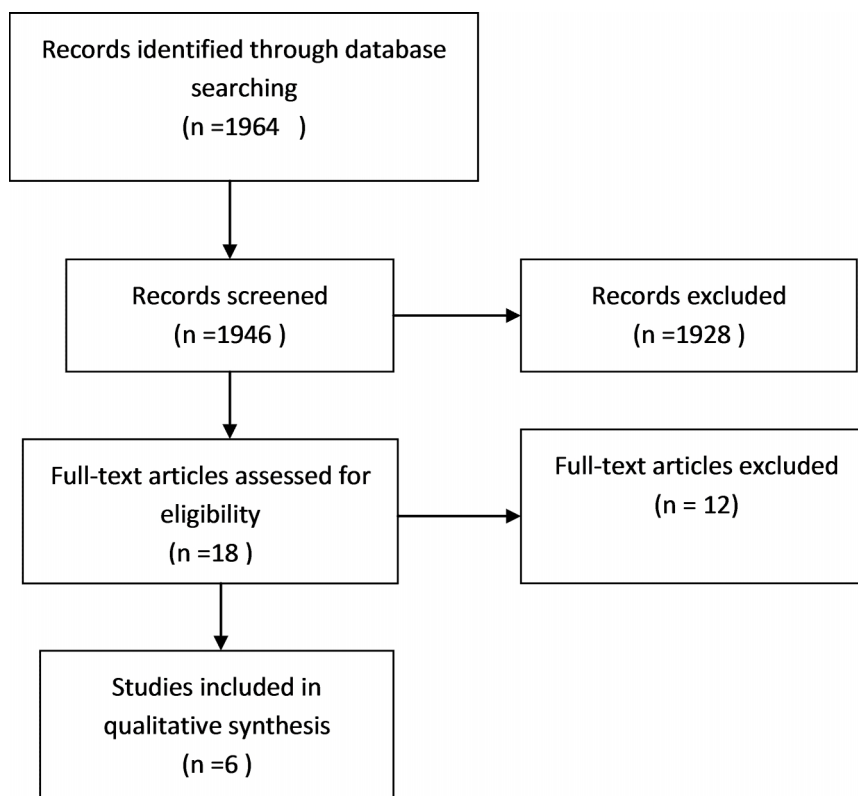 Records identified through database
searching
(n =1964   )
Records screened
(n =1946 )
Records excluded
(n =1928 )
Full-text articles assessed for
eligibility
(n =18 )
Full-text articles excluded
(n = 12)
Studies included in
qualitative synthesis
(n =6 )